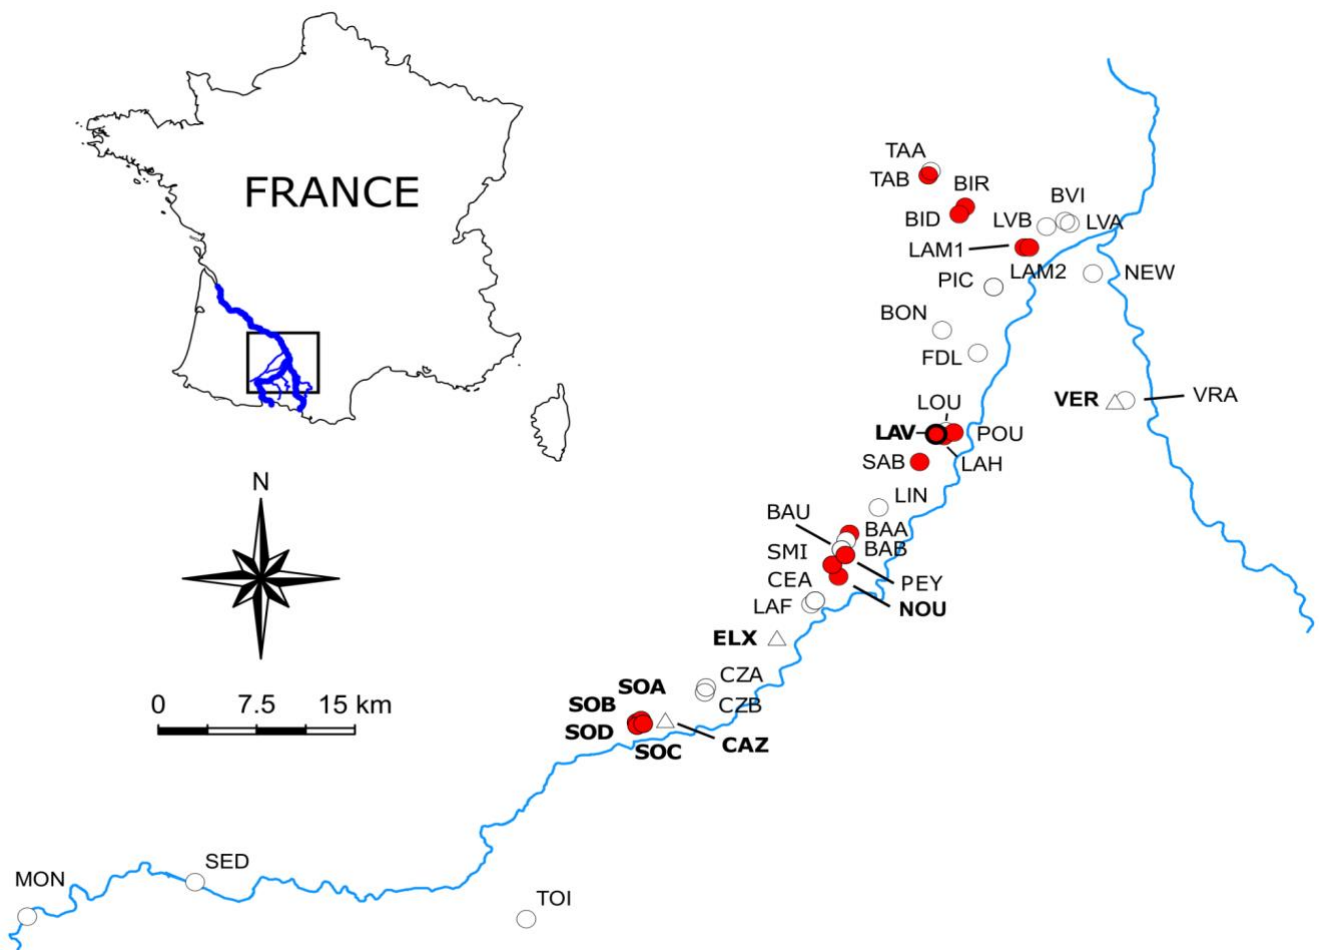 FRANCE
N
0 7.5 15 km
TAA
TAB
BIR
BID
BVI
LVB
LVA
LAM1
LAM2
PIC
NEW
BON
FDL
VER
VRA
LOU
LAV
POU
SAB
LAH
LIN
BAU
BAA
BAB
SMI
CEA
PEY
LAF
NOU
ELX
CZA
SOA
SOB
CZB
SOD
SOC
CAZ
SED
MON
TOI